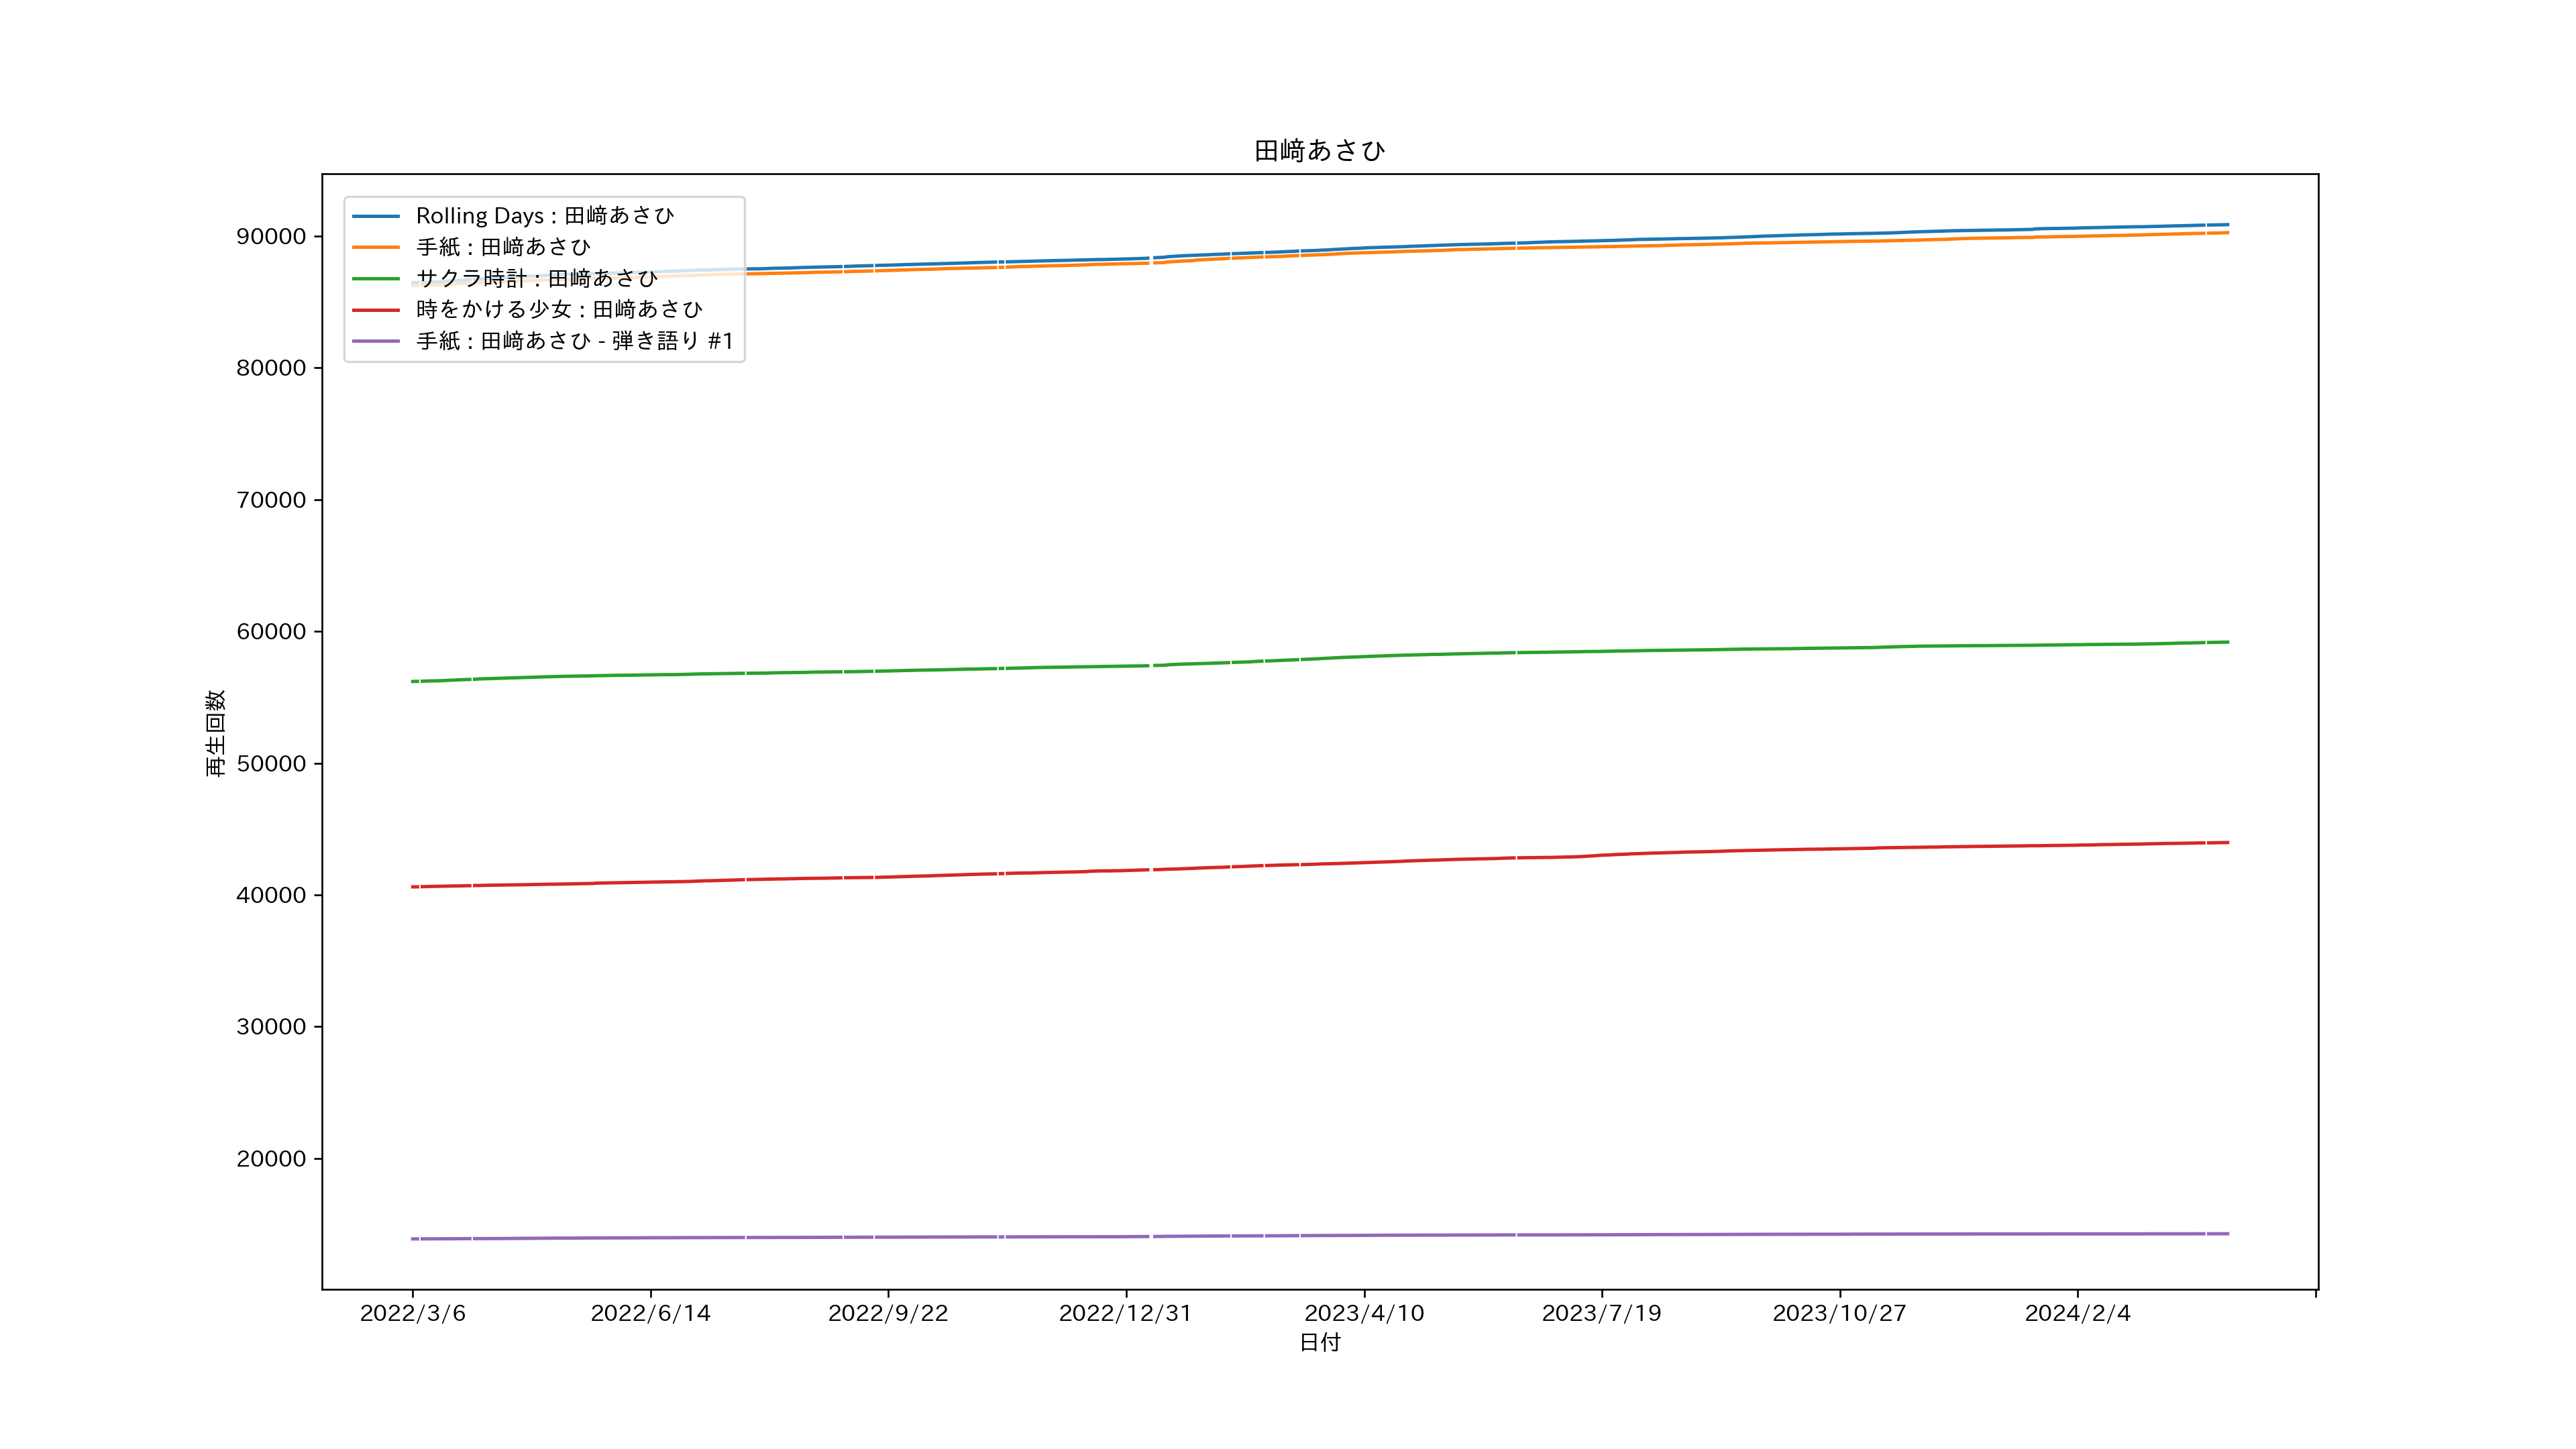 田﨑あさひ
Rolling Days : 田﨑あさひ
手紙 : 田﨑あさひ
サクラ時計 : 田﨑あさひ
時をかける少女 : 田﨑あさひ
手紙 : 田﨑あさひ - 弾き語り #1
90000
80000
70000
60000
50000
40000
30000
20000
再生回数
2022/3/6
2022/6/14
2022/9/22
2022/12/31
2023/4/10
2023/7/19
2023/10/27
2024/2/4
日付